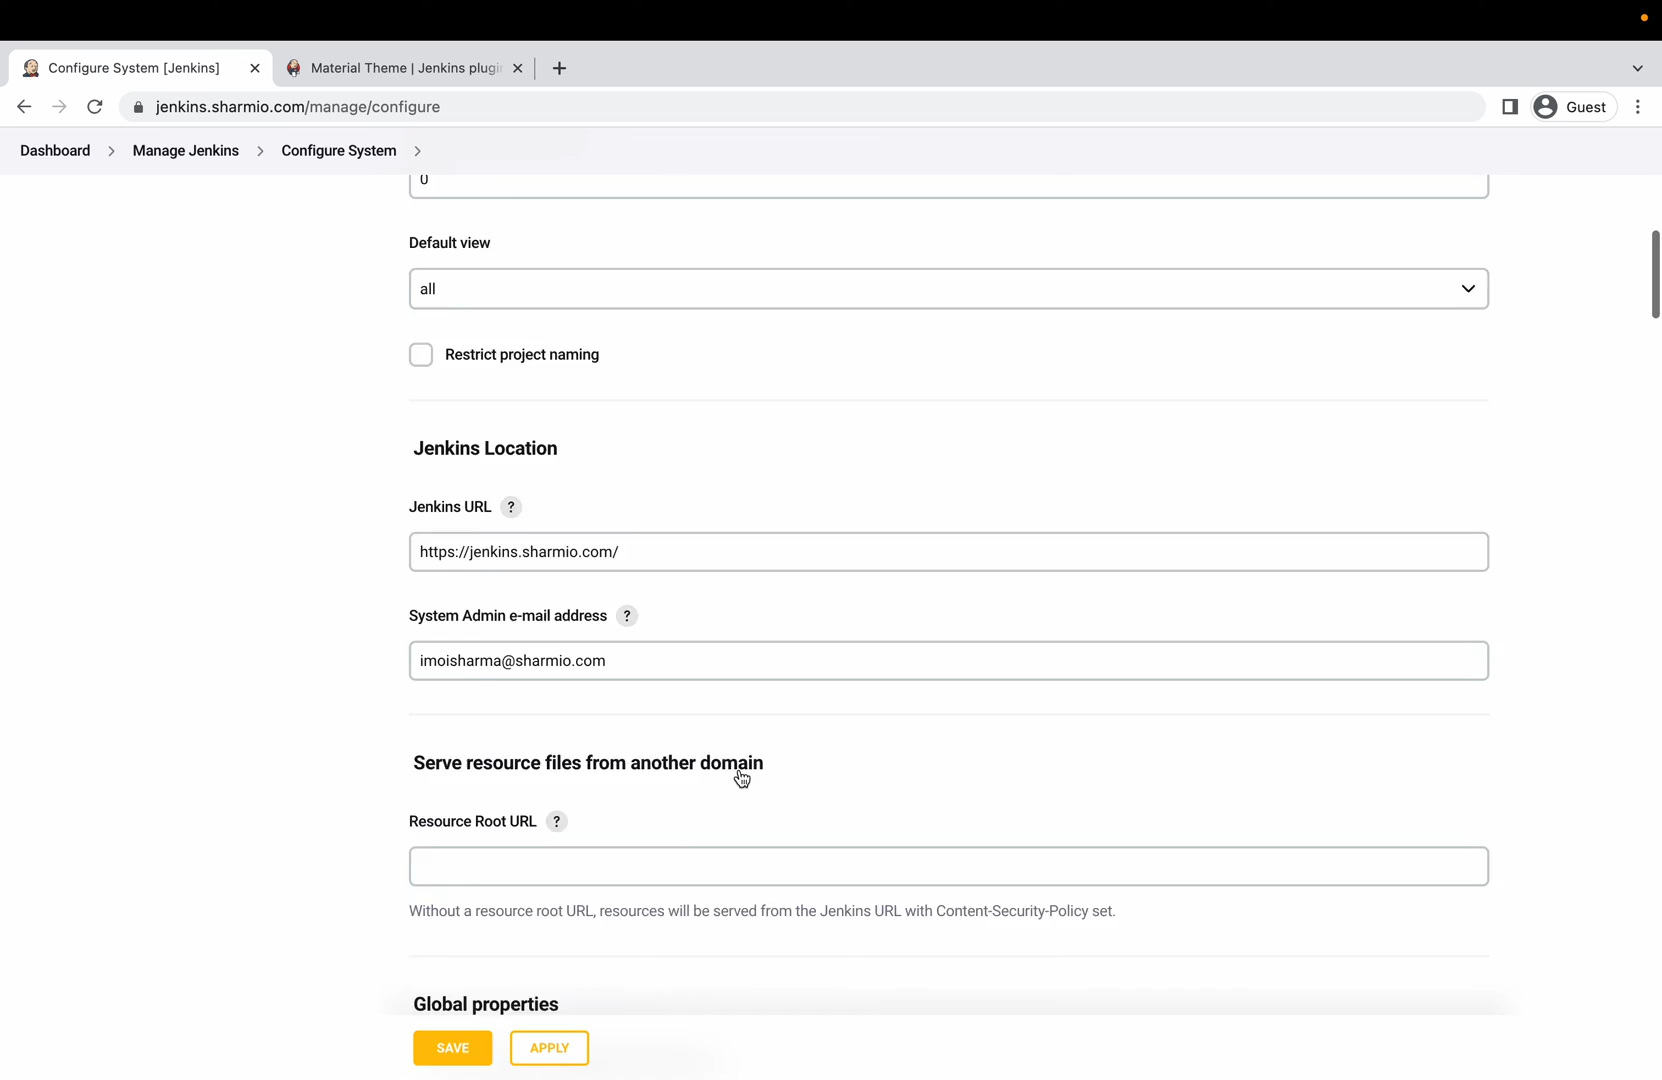 Configure System [Jenkins]
Material Theme | Jenkins plugi
jenkins.sharmio.com/manage/configure
Guest
Dashboard
Manage Jenkins
Configure System
0
Default view
all
Restrict project naming
Jenkins Location
Jenkins URL ?
https://jenkins.sharmio.com/
System Admin e-mail address ?
imoisharma@sharmio.com
Serve resource files from another domain
Resource Root URL ?
Without a resource root URL, resources will be served from the Jenkins URL with Content-Security-Policy set.
Global properties
SAVE
APPLY